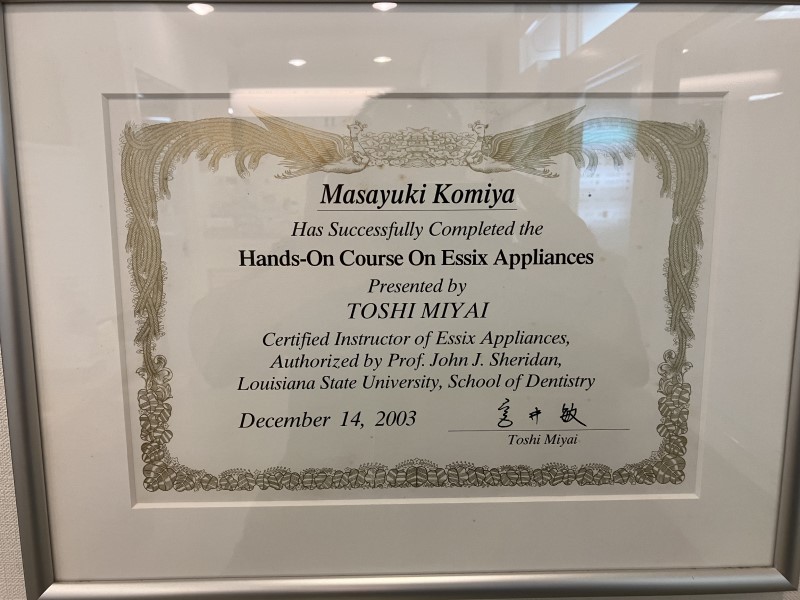 Masayuki Komiya
Has Successfully Completed the
Hands-On Course On Essix Appliances
Presented by
TOSHI MIYAI
Certified Instructor of Essix Appliances,
Authorized by Prof. John J. Sheridan,
Louisiana State University, School of Dentistry
December 14, 2003
宮井敏
Toshi Miyai